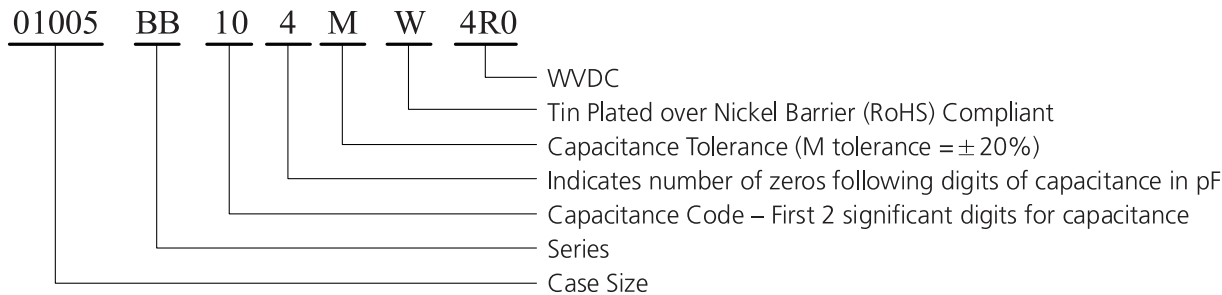 01005 BB 10 4 M W 4R0
WVDC
Tin Plated over Nickel Barrier (RoHS) Compliant
Capacitance Tolerance (M tolerance =±20%)
Indicates number of zeros following digits of capacitance in pF
Capacitance Code – First 2 significant digits for capacitance
Series
Case Size